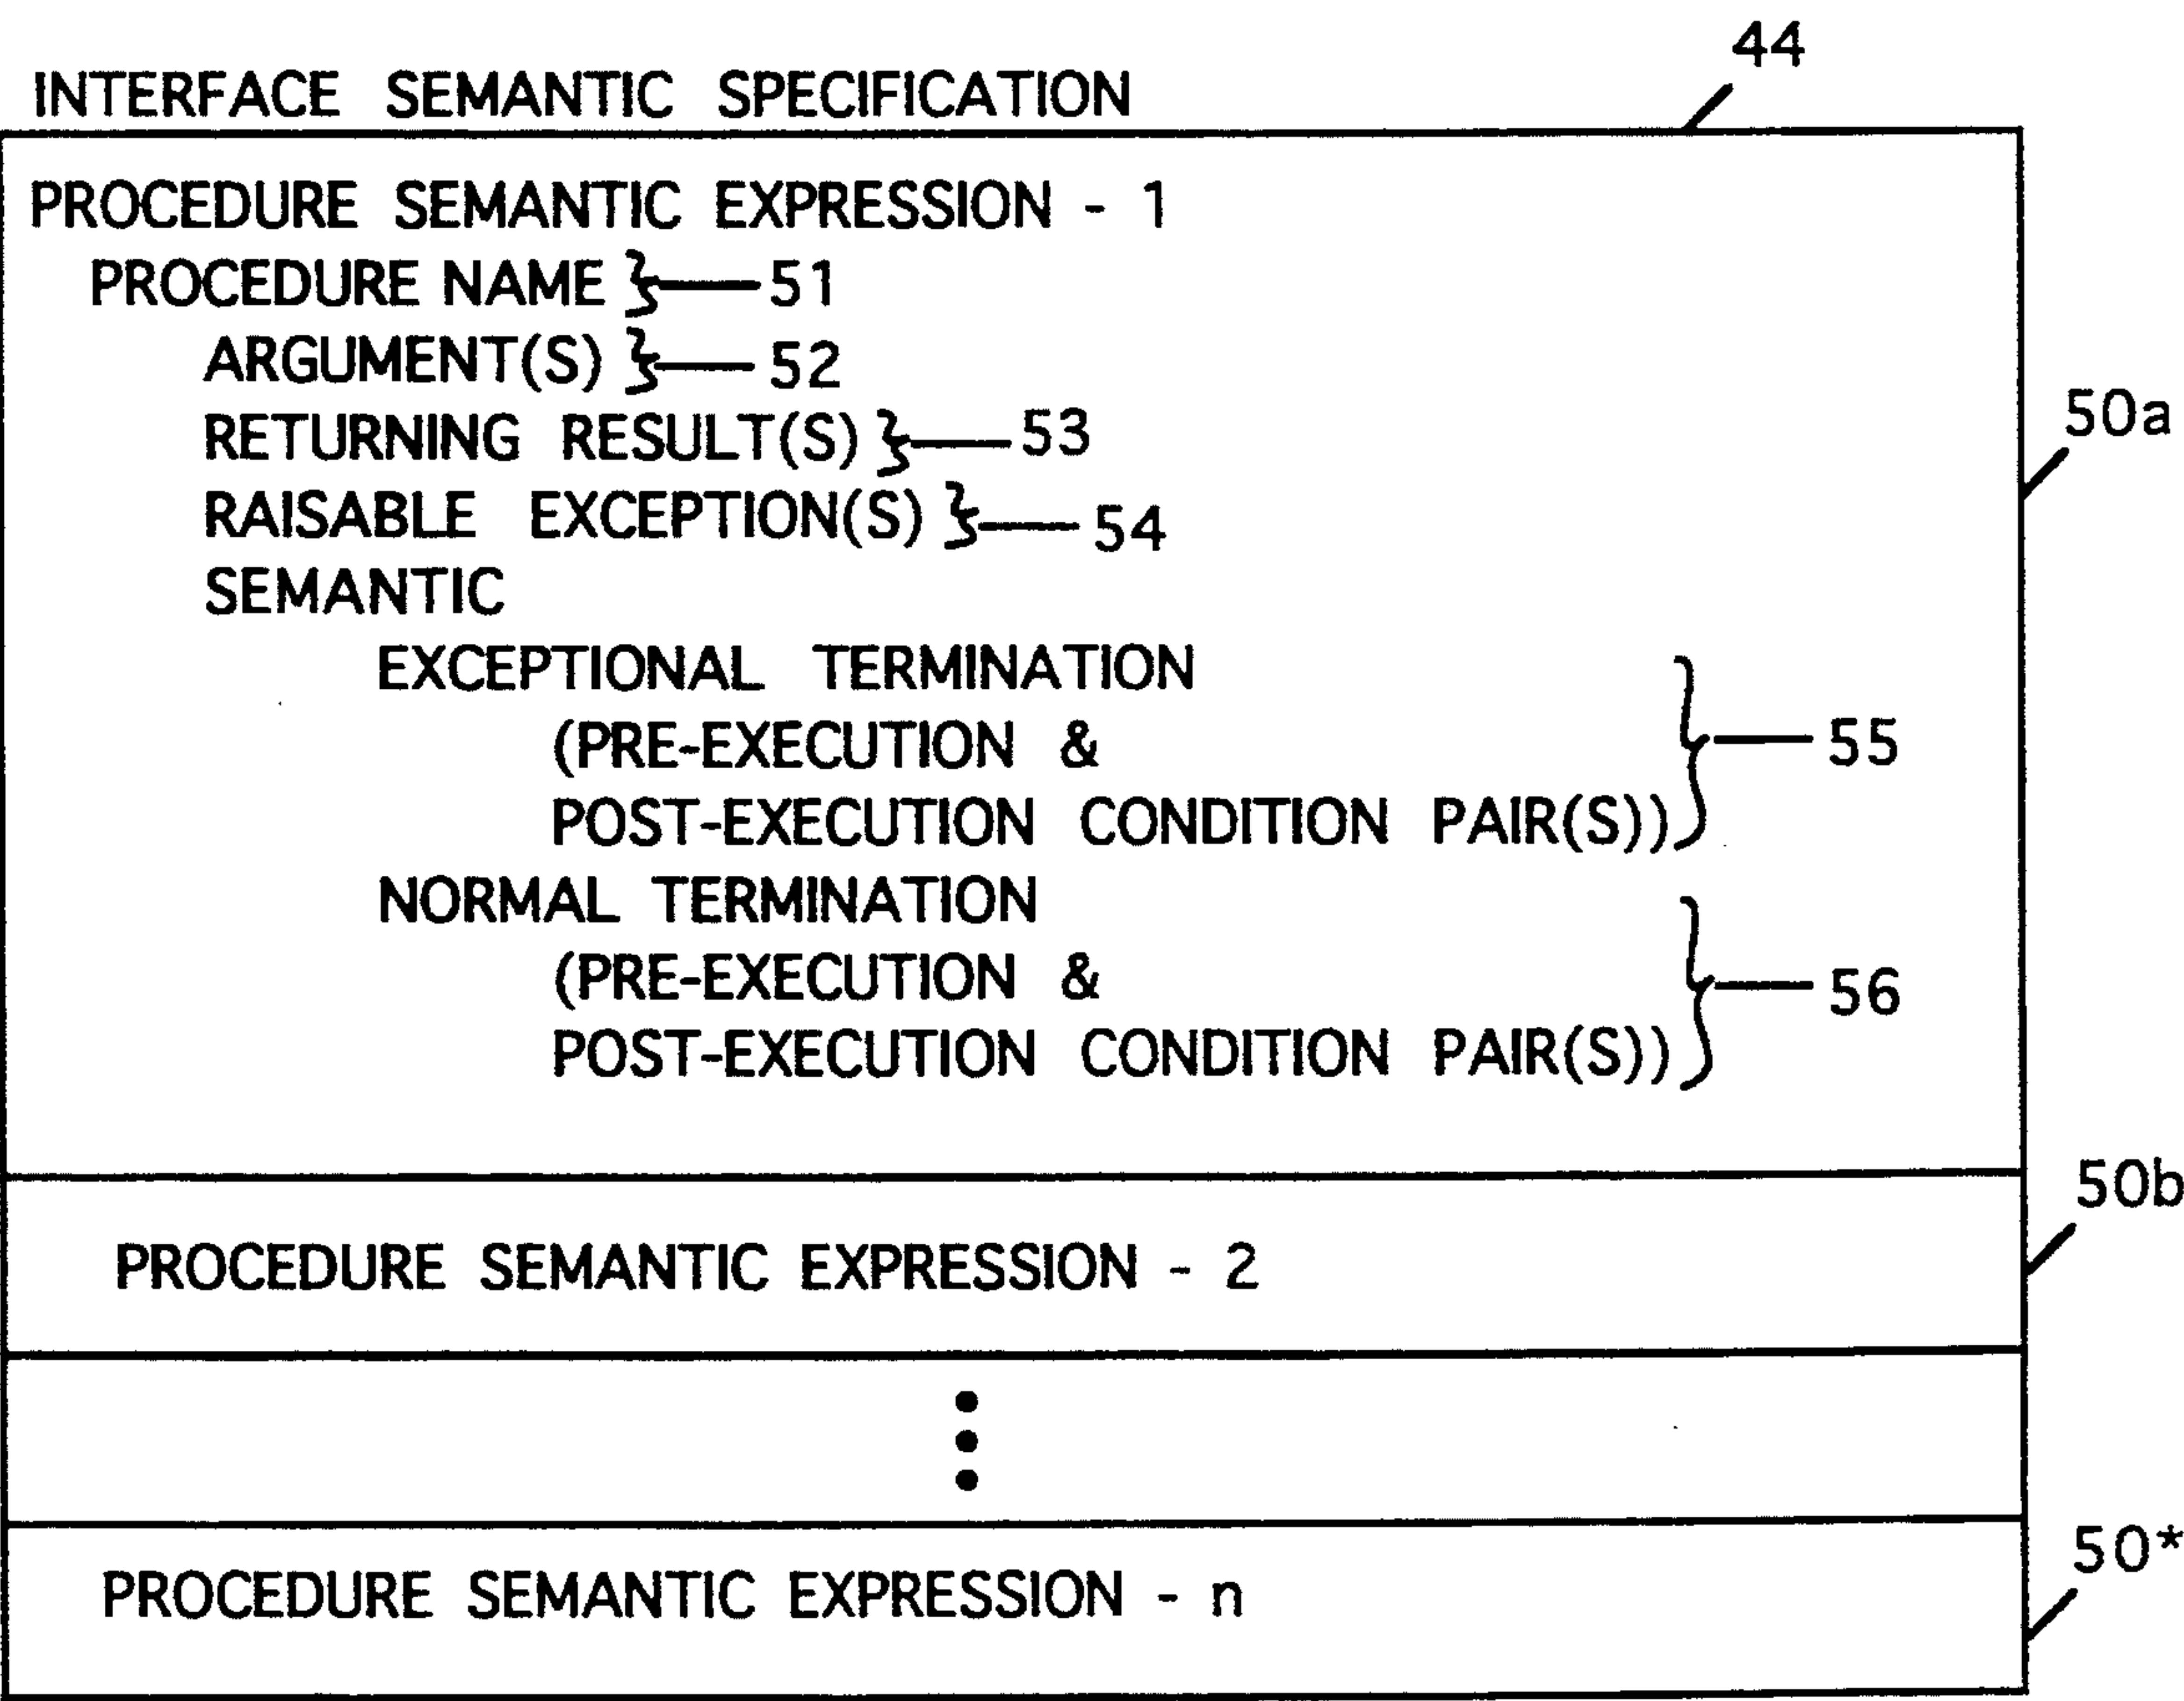 44
INTERFACE SEMANTIC SPECIFICATION
PROCEDURE SEMANTIC EXPRESSION - 1
PROCEDURE NAME } 51
ARGUMENT(S) } 52
RETURNING RESULT(S) } 53
RAISABLE EXCEPTION(S) } 54
SEMANTIC
EXCEPTIONAL TERMINATION
(PRE-EXECUTION &
POST-EXECUTION CONDITION PAIR(S))
55
NORMAL TERMINATION
(PRE-EXECUTION &
POST-EXECUTION CONDITION PAIR(S))
56
50a
PROCEDURE SEMANTIC EXPRESSION - 2
50b
PROCEDURE SEMANTIC EXPRESSION - n
50*